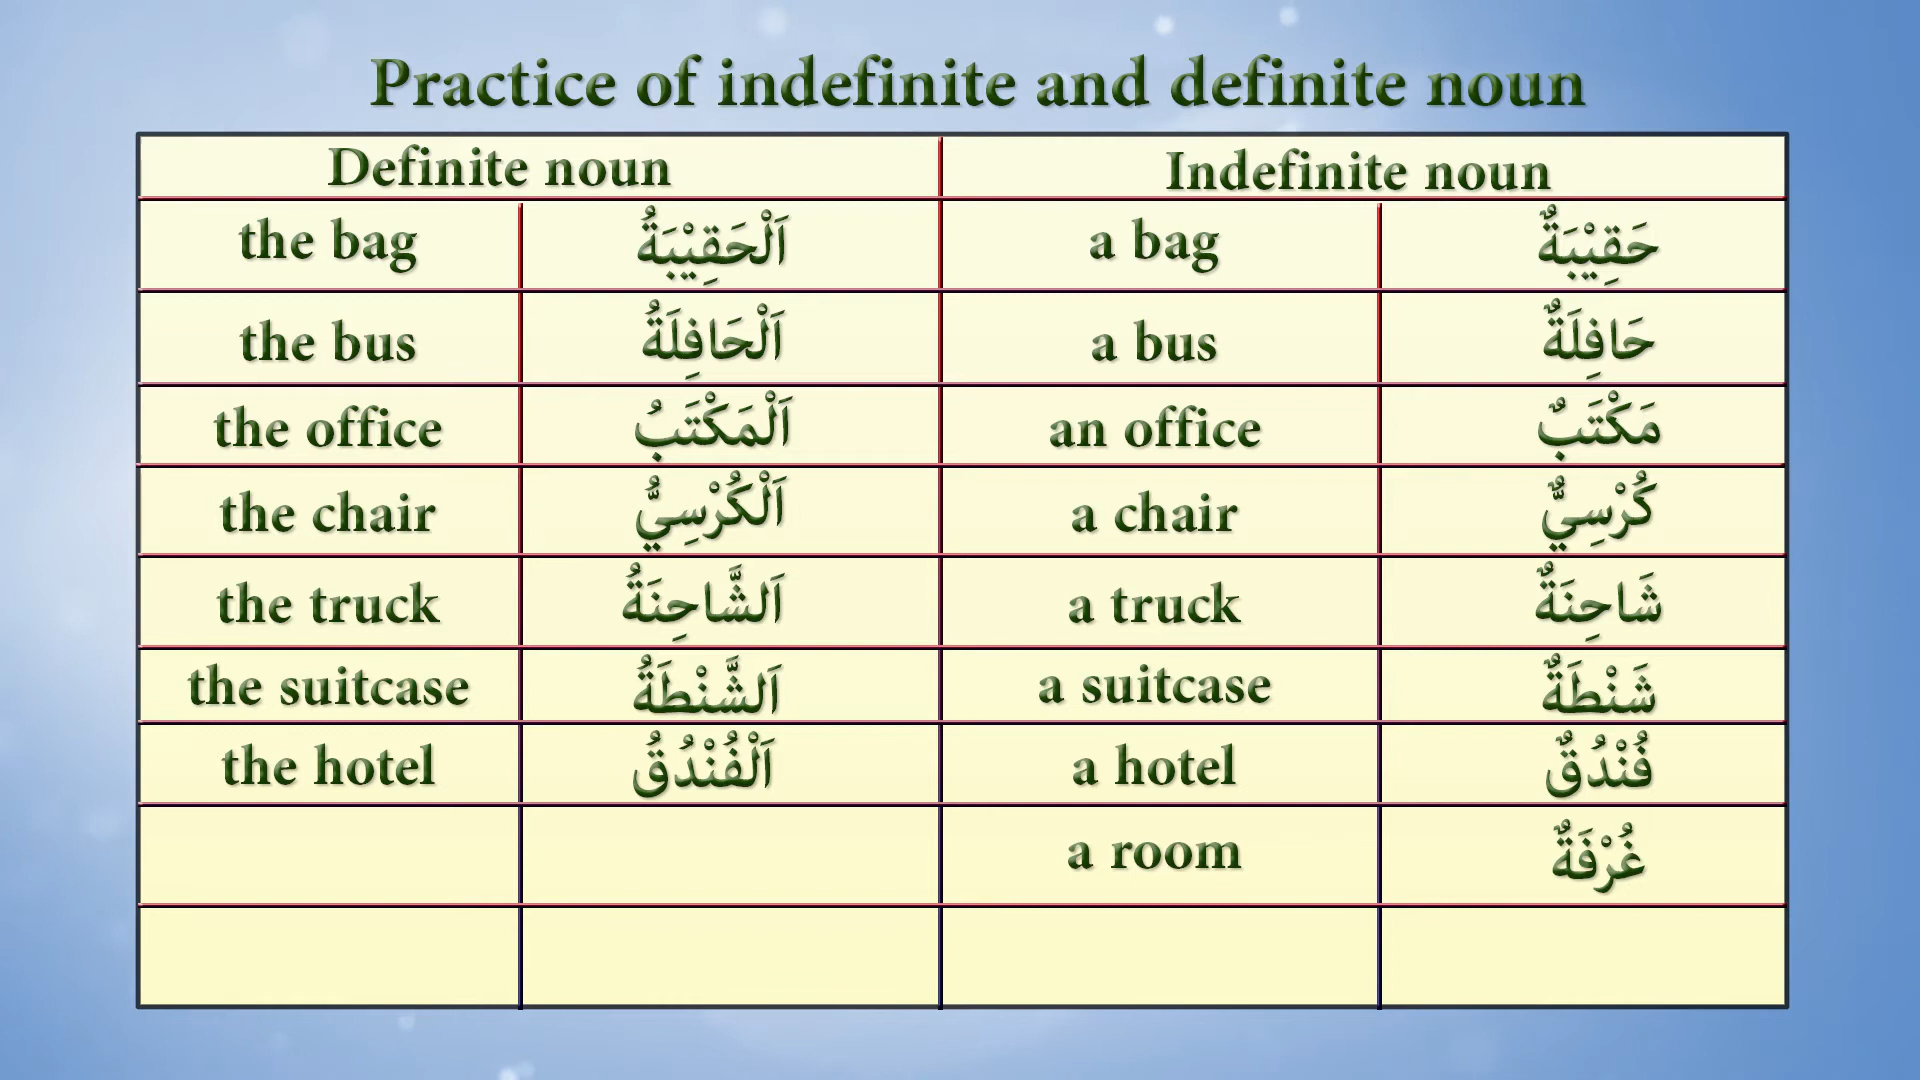 Practice of indefinite and definite noun
Definite noun Indefinite noun
the bag اَلْحَقِيْبَةُ a bag حَقِيْبَةٌ
the bus اَلْحَافِلَةُ a bus حَافِلَةٌ
the office اَلْمَكْتَبُ an office مَكْتَبٌ
the chair اَلْكُرْسِيُّ a chair كُرْسِيٌّ
the truck اَلشَّاحِنَةُ a truck شَاحِنَةٌ
the suitcase اَلشَّنْطَةُ a suitcase شَنْطَةٌ
the hotel اَلْفُنْدُقُ a hotel فُنْدُقٌ
a room غُرْفَةٌ